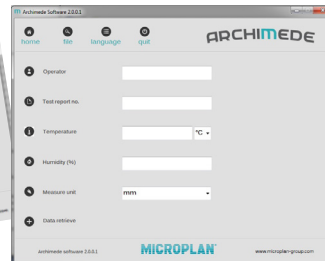 Archimede Software 2.0.0.1
home file language quit
ARCHIMEDE
Operator
Test report no.
Temperature °C
Humidity (%)
Measure unit mm
Data retrieve
Archimede software 2.0.0.1 MICROPLAN www.microplan-group.com